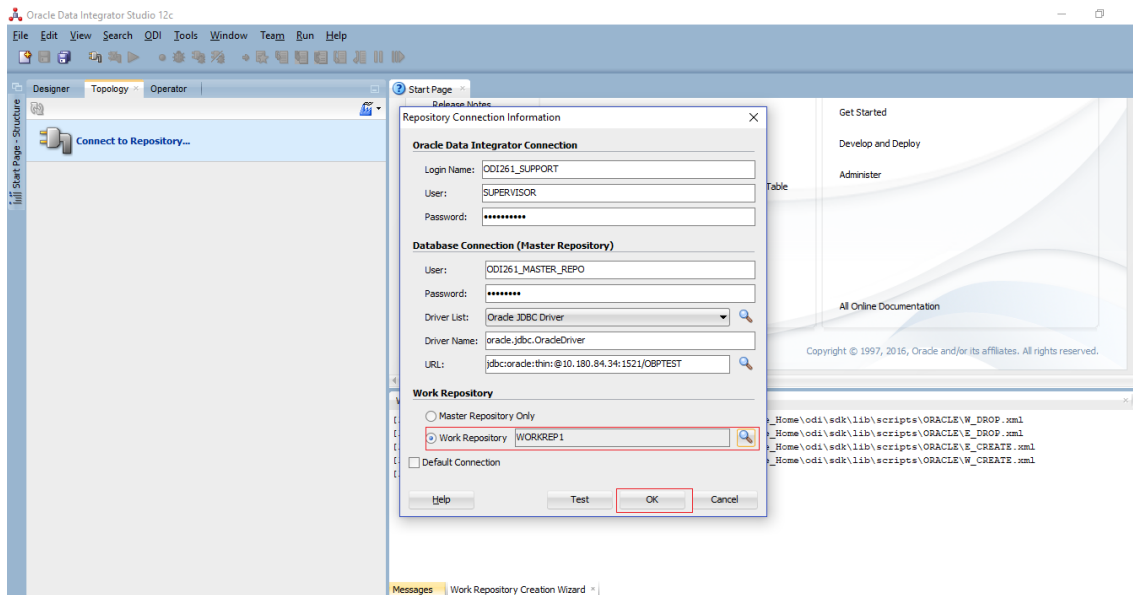 Oracle Data Integrator Studio 12c
File Edit View Search ODI Tools Window Team Run Help
Designer Topology Operator
Start Page
Start Page - Structure
Connect to Repository...
Release Notes
Get Started
Develop and Deploy
Administer
Table
All Online Documentation
Copyright © 1997, 2016, Oracle and/or its affiliates. All rights reserved.
Repository Connection Information
Oracle Data Integrator Connection
Login Name: ODI261_SUPPORT
User: SUPERVISOR
Password: ••••••••••
Database Connection (Master Repository)
User: ODI261_MASTER_REPO
Password: ••••••••
Driver List: Oracle JDBC Driver
Driver Name: oracle.jdbc.OracleDriver
URL: jdbc:oracle:thin:@10.180.84.34:1521/OBPTEST
Work Repository
Master Repository Only
Work Repository WORKREP1
Default Connection
Help Test OK Cancel
_Home\odi\sdk\lib\scripts\ORACLE\W_DROP.xml
_Home\odi\sdk\lib\scripts\ORACLE\E_DROP.xml
_Home\odi\sdk\lib\scripts\ORACLE\E_CREATE.xml
_Home\odi\sdk\lib\scripts\ORACLE\W_CREATE.xml
Messages Work Repository Creation Wizard